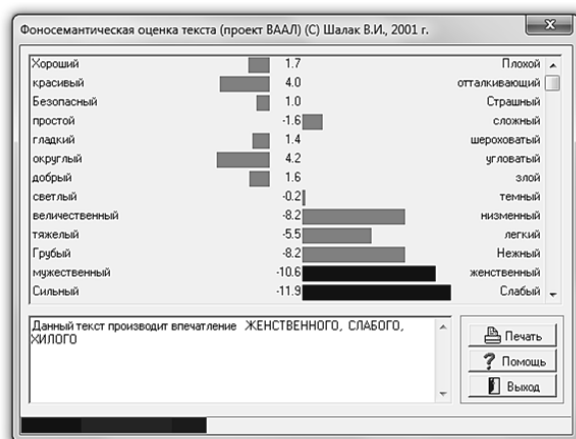 Фоносемантическая оценка текста (проект ВААЛ) (C) Шалак В.И., 2001 г.
Хороший 1.7 Плохой
красивый 4.0 отталкивающий
Безопасный 1.0 Страшный
простой -1.6 сложный
гладкий 1.4 шероховатый
округлый 4.2 угловатый
добрый 1.6 злой
светлый -0.2 темный
величественный -8.2 низменный
тяжелый -5.5 легкий
Грубый -8.2 Нежный
мужественный -10.6 женственный
Сильный -11.9 Слабый
Данный текст производит впечатление ЖЕНСТВЕННОГО, СЛАБОГО,
ХИЛОГО
Печать
Помощь
Выход